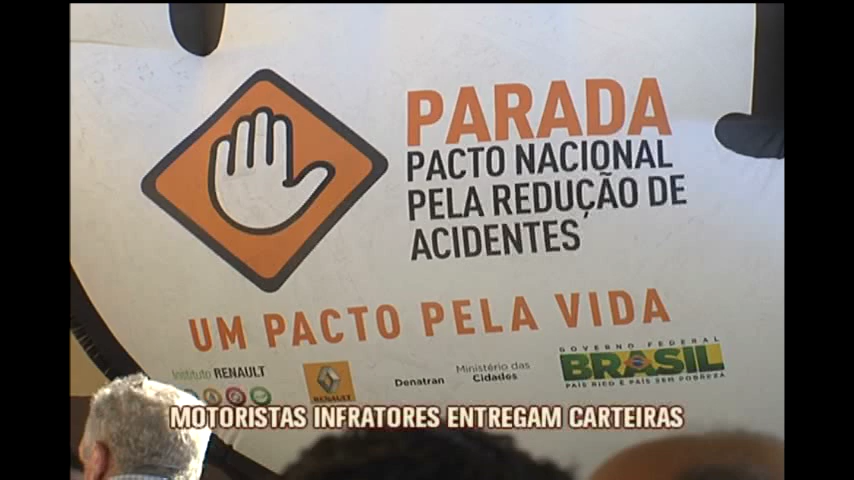 PARADA
PACTO NACIONAL
PELA REDUÇÃO DE
ACIDENTES
UM PACTO PELA VIDA
Instituto RENAULT
RENAULT
Denatran
Ministério das
Cidades
GOVERNO FEDERAL
BRASIL
PAÍS RICO É PAÍS SEM POBREZA
MOTORISTAS INFRATORES ENTREGAM CARTEIRAS